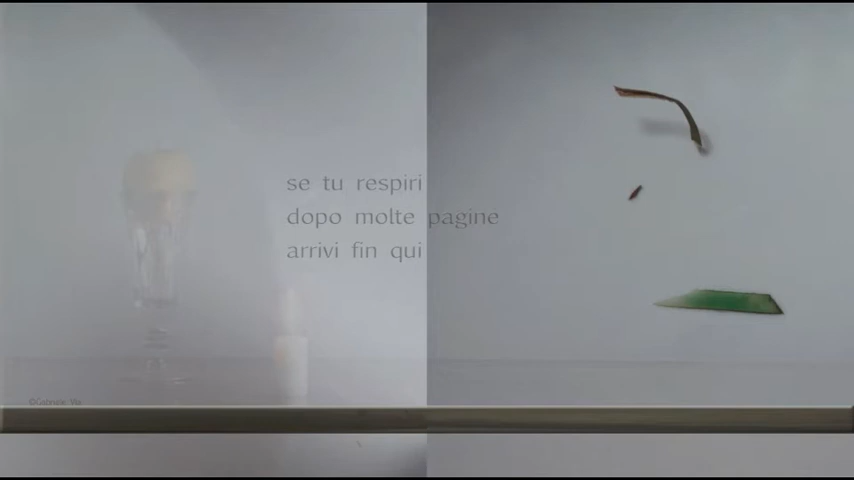 se tu respiri
dopo molte pagine
arrivi fin qui